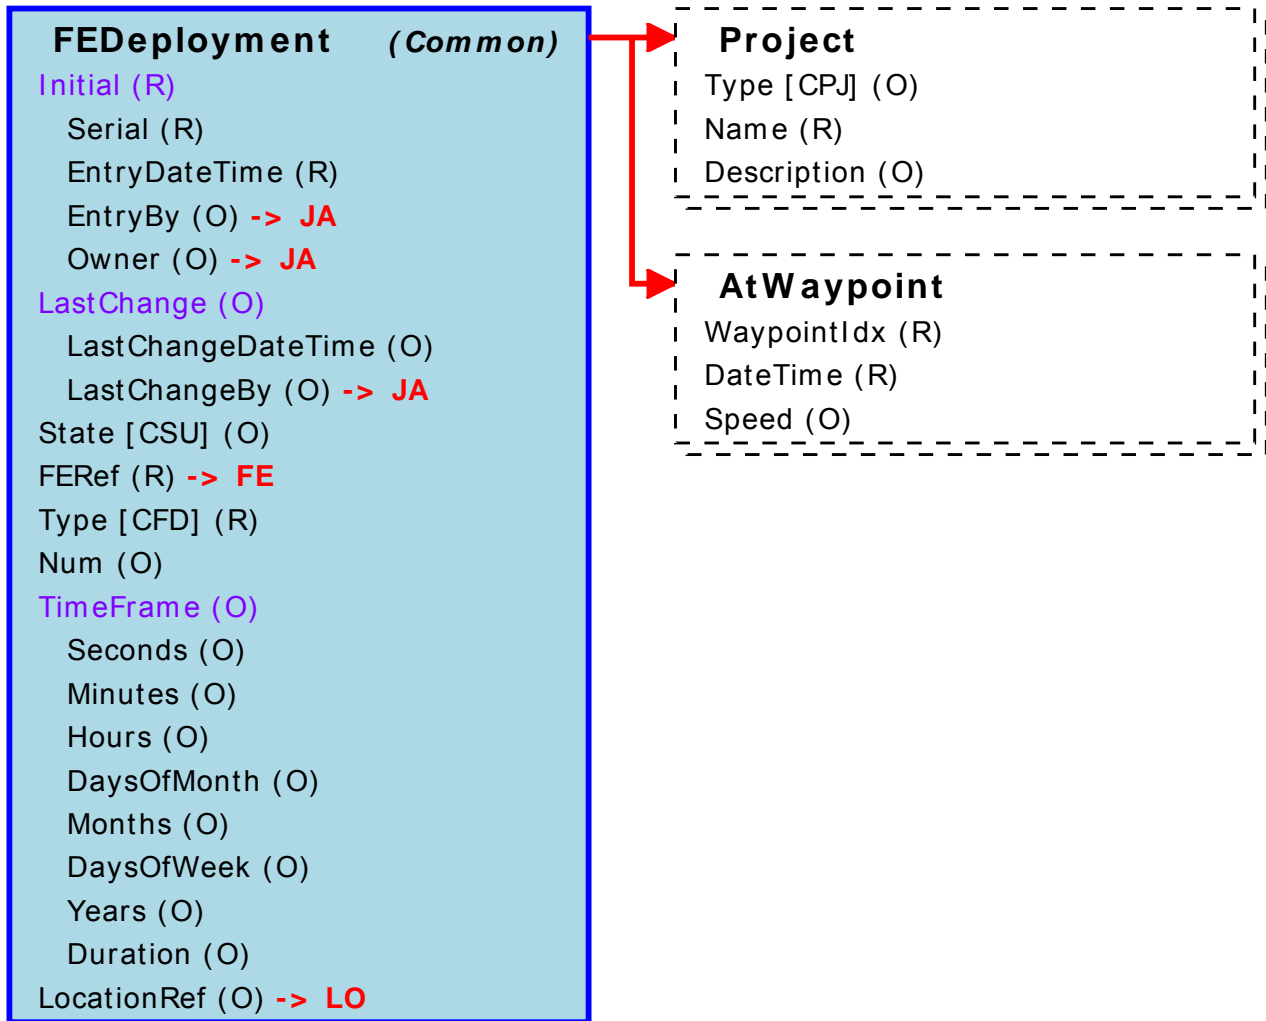 FEDeployment (Common)
Initial (R)
Serial (R)
EntryDateTime (R)
EntryBy (O) -> JA
Owner (O) -> JA
LastChange (O)
LastChangeDateTime (O)
LastChangeBy (O) -> JA
State [CSU] (O)
FERef (R) -> FE
Type [CFD] (R)
Num (O)
TimeFrame (O)
Seconds (O)
Minutes (O)
Hours (O)
DaysOfMonth (O)
Months (O)
DaysOfWeek (O)
Years (O)
Duration (O)
LocationRef (O) -> LO
Project
Type [CPJ] (O)
Name (R)
Description (O)
AtWaypoint
WaypointIdx (R)
DateTime (R)
Speed (O)